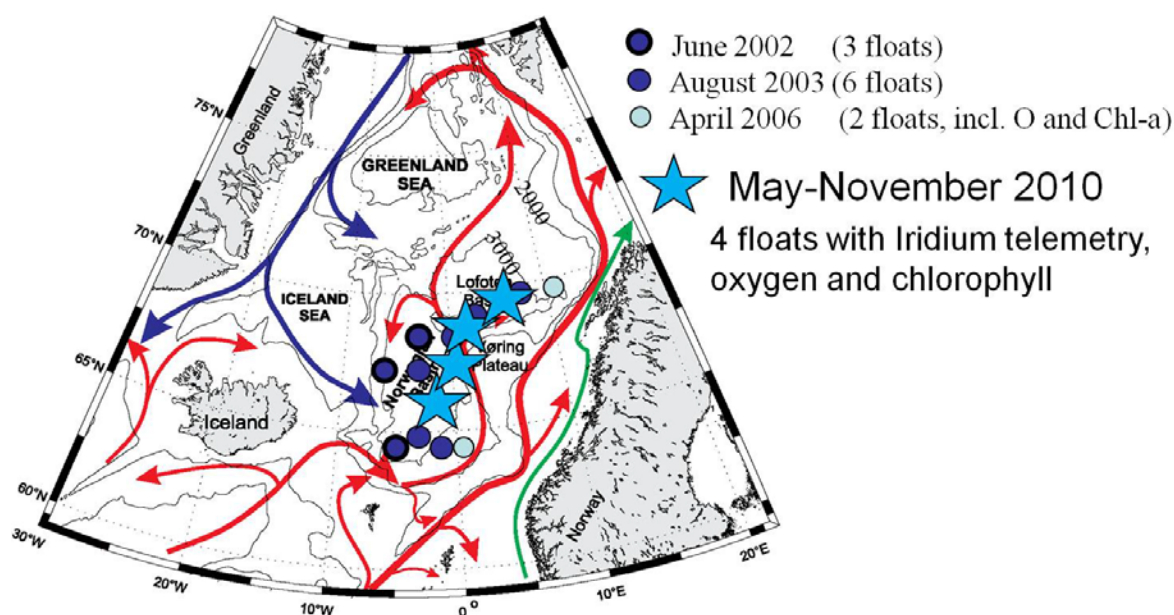 June 2002 (3 floats)
August 2003 (6 floats)
April 2006 (2 floats, incl. O and Chl-a)
May-November 2010
4 floats with Iridium telemetry,
oxygen and chlorophyll
75°N
70°N
65°N
60°N
30°W
20°W
10°W
0°
10°E
20°E
Greenland
GREENLAND
SEA
2000
3000
ICELAND
SEA
Iceland
Plateau
Norway